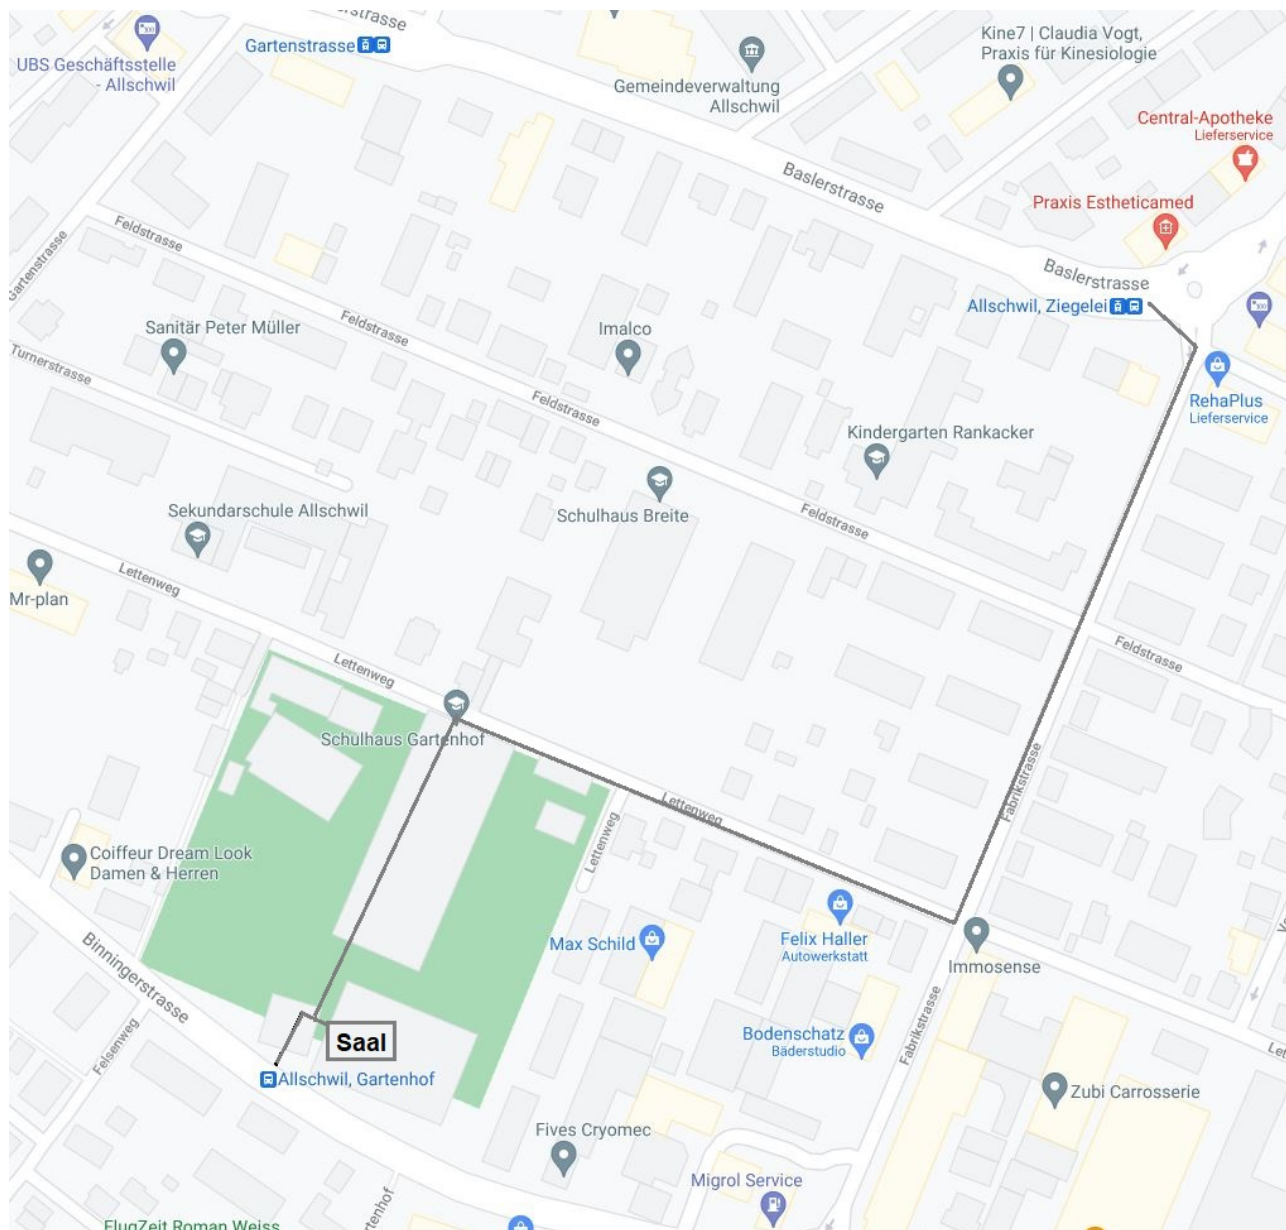 Gartenstrasse
UBS Geschäftsstelle
- Allschwil
Kine7 | Claudia Vogt,
Praxis für Kinesiologie
Gemeindeverwaltung
Allschwil
Central-Apotheke
Lieferservice
Baslerstrasse
Praxis Estheticamed
Feldstrasse
Gartenstrasse
Baslerstrasse
Allschwil, Ziegelei
Sanitär Peter Müller
Feldstrasse
Imalco
Turnerstrasse
RehaPlus
Lieferservice
Feldstrasse
Kindergarten Rankacker
Sekundarschule Allschwil
Schulhaus Breite
Feldstrasse
Lettenweg
Mr-plan
Lettenweg
Feldstrasse
Schulhaus Gartenhof
Fabrikstrasse
Lettenweg
Lettenweg
Coiffeur Dream Look
Damen & Herren
Max Schild
Felix Haller
Autowerkstatt
Immosense
Binningerstrasse
Fabrikstrasse
Felsenweg
Saal
Bodenschatz
Bäderstudio
Allschwil, Gartenhof
Zubi Carrosserie
Fives Cryomec
Migrol Service
FlugZeit Roman Weiss